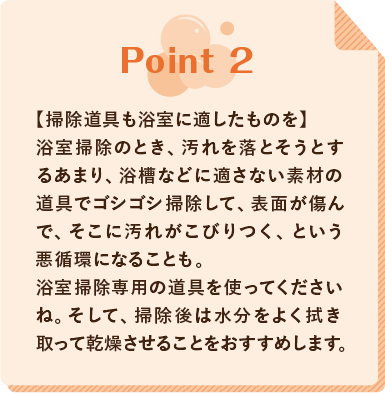 Point 2
【掃除道具も浴室に適したものを】
浴室掃除のとき、汚れを落とそうとす
るあまり、浴槽などに適さない素材の
道具でゴシゴシ掃除して、表面が傷ん
で、そこに汚れがこびりつく、という
悪循環になることも。
浴室掃除専用の道具を使ってください
ね。そして、掃除後は水分をよく拭き
取って乾燥させることをおすすめします。